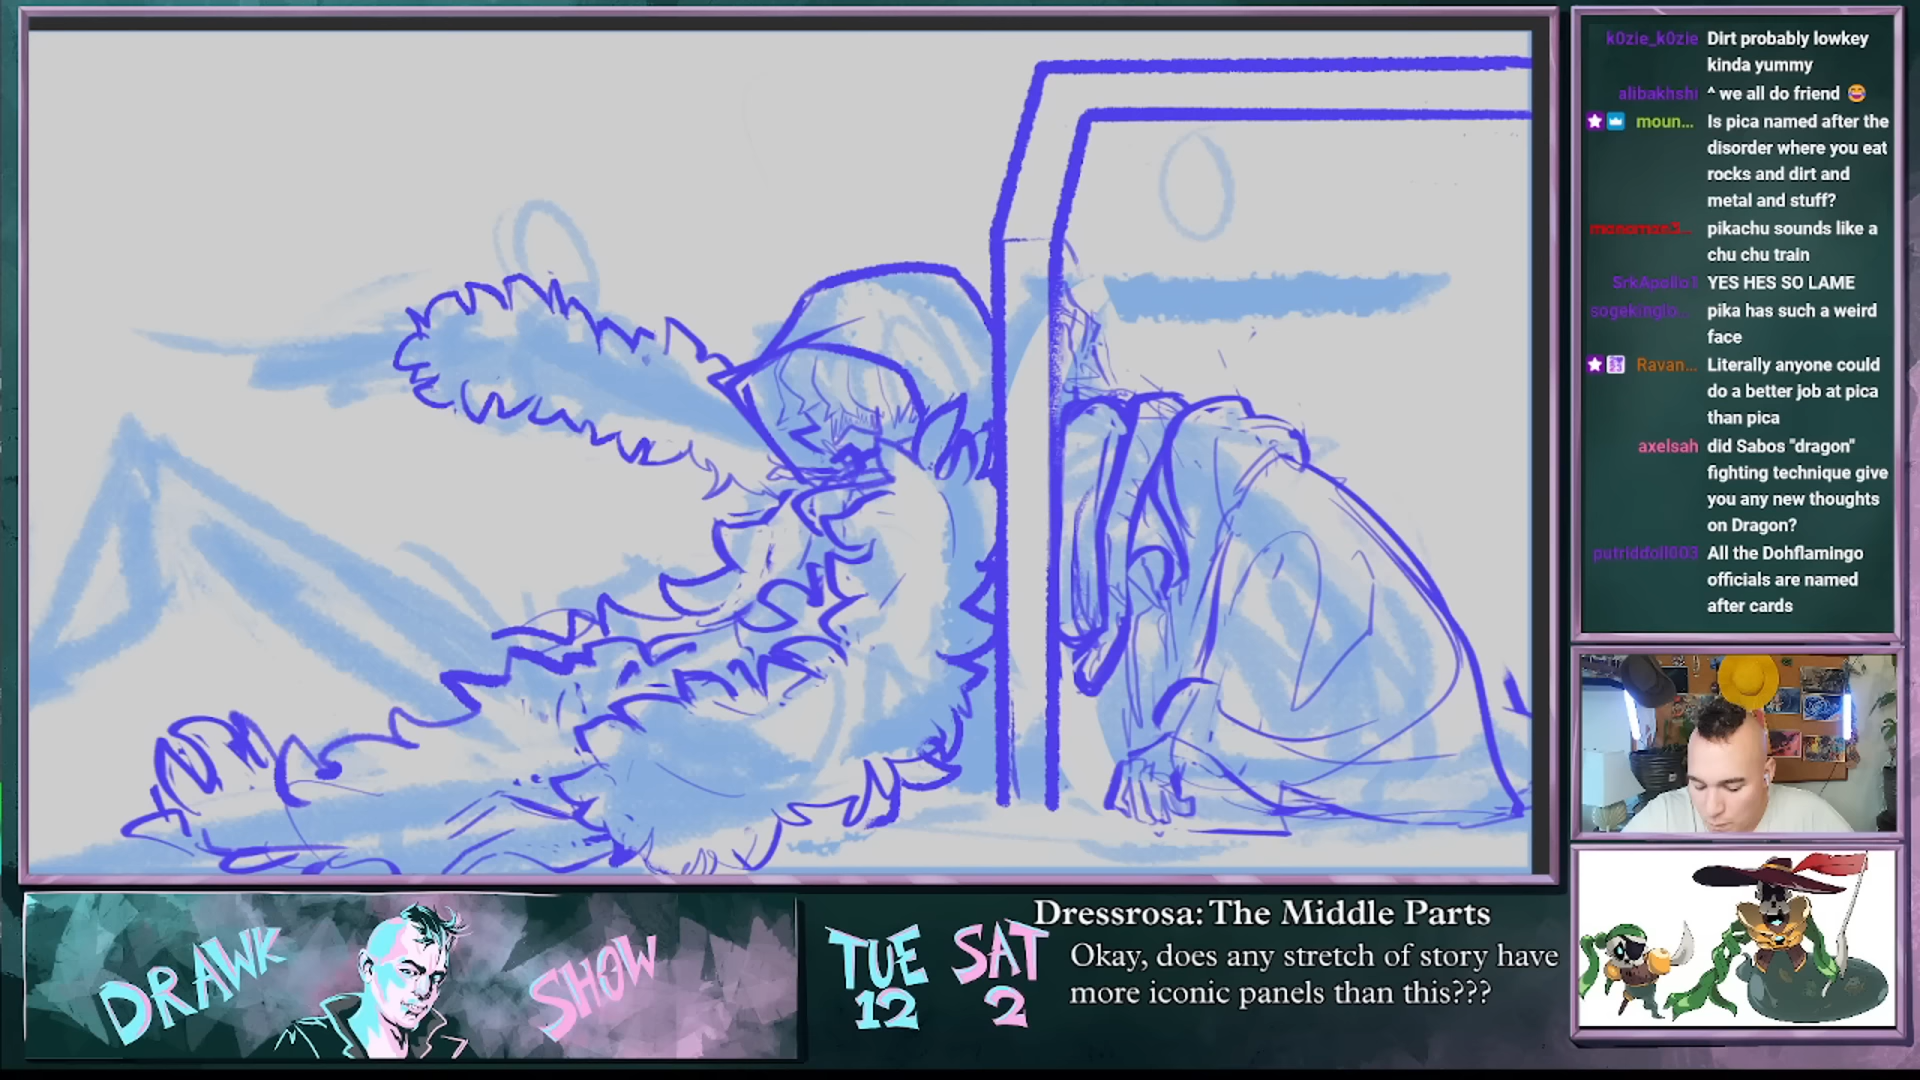 k0zie_k0zie Dirt probably lowkey
kinda yummy
alibakhshi ^ we all do friend 😂
moun... Is pica named after the
disorder where you eat
rocks and dirt and
metal and stuff?
pikachu sounds like a
chu chu train
SrkApollo1 YES HES SO LAME
sogekinglo... pika has such a weird
face
Ravan... Literally anyone could
do a better job at pica
than pica
axelsah did Sabos "dragon"
fighting technique give
you any new thoughts
on Dragon?
putriddoll003 All the Dohflamingo
officials are named
after cards
DRAWK SHOW
TUE 12
SAT 2
Dressrosa: The Middle Parts
Okay, does any stretch of story have
more iconic panels than this???